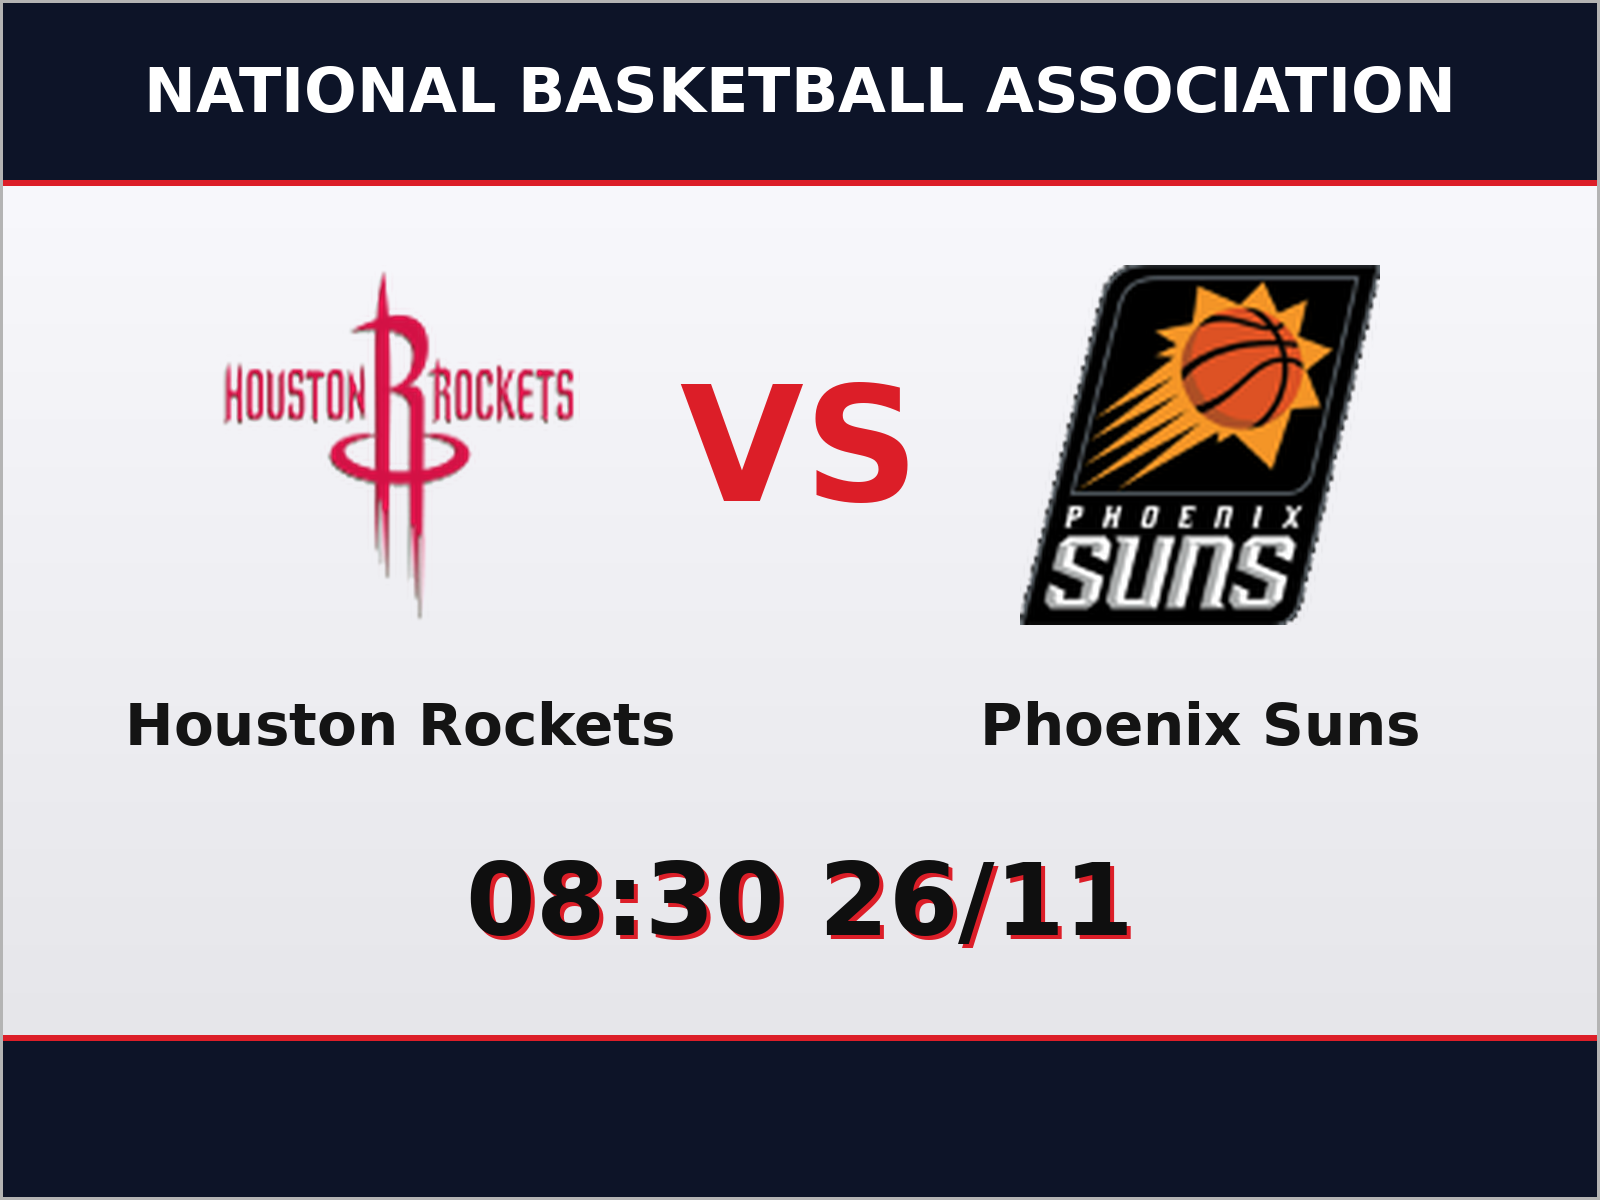 NATIONAL BASKETBALL ASSOCIATION
HOUSTON ROCKETS
VS
PHOENIX
SUNS
Houston Rockets
Phoenix Suns
08:30 26/11